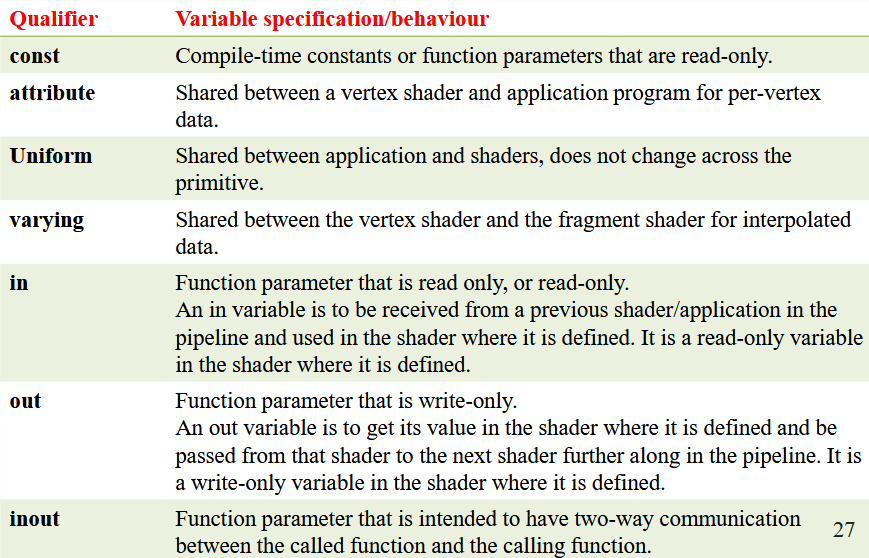 Qualifier Variable specification/behaviour
const Compile-time constants or function parameters that are read-only.
attribute Shared between a vertex shader and application program for per-vertex
data.
Uniform Shared between application and shaders, does not change across the
primitive.
varying Shared between the vertex shader and the fragment shader for interpolated
data.
in Function parameter that is read only, or read-only.
An in variable is to be received from a previous shader/application in the
pipeline and used in the shader where it is defined. It is a read-only variable
in the shader where it is defined.
out Function parameter that is write-only.
An out variable is to get its value in the shader where it is defined and be
passed from that shader to the next shader further along in the pipeline. It is
a write-only variable in the shader where it is defined.
inout Function parameter that is intended to have two-way communication
between the called function and the calling function.
27